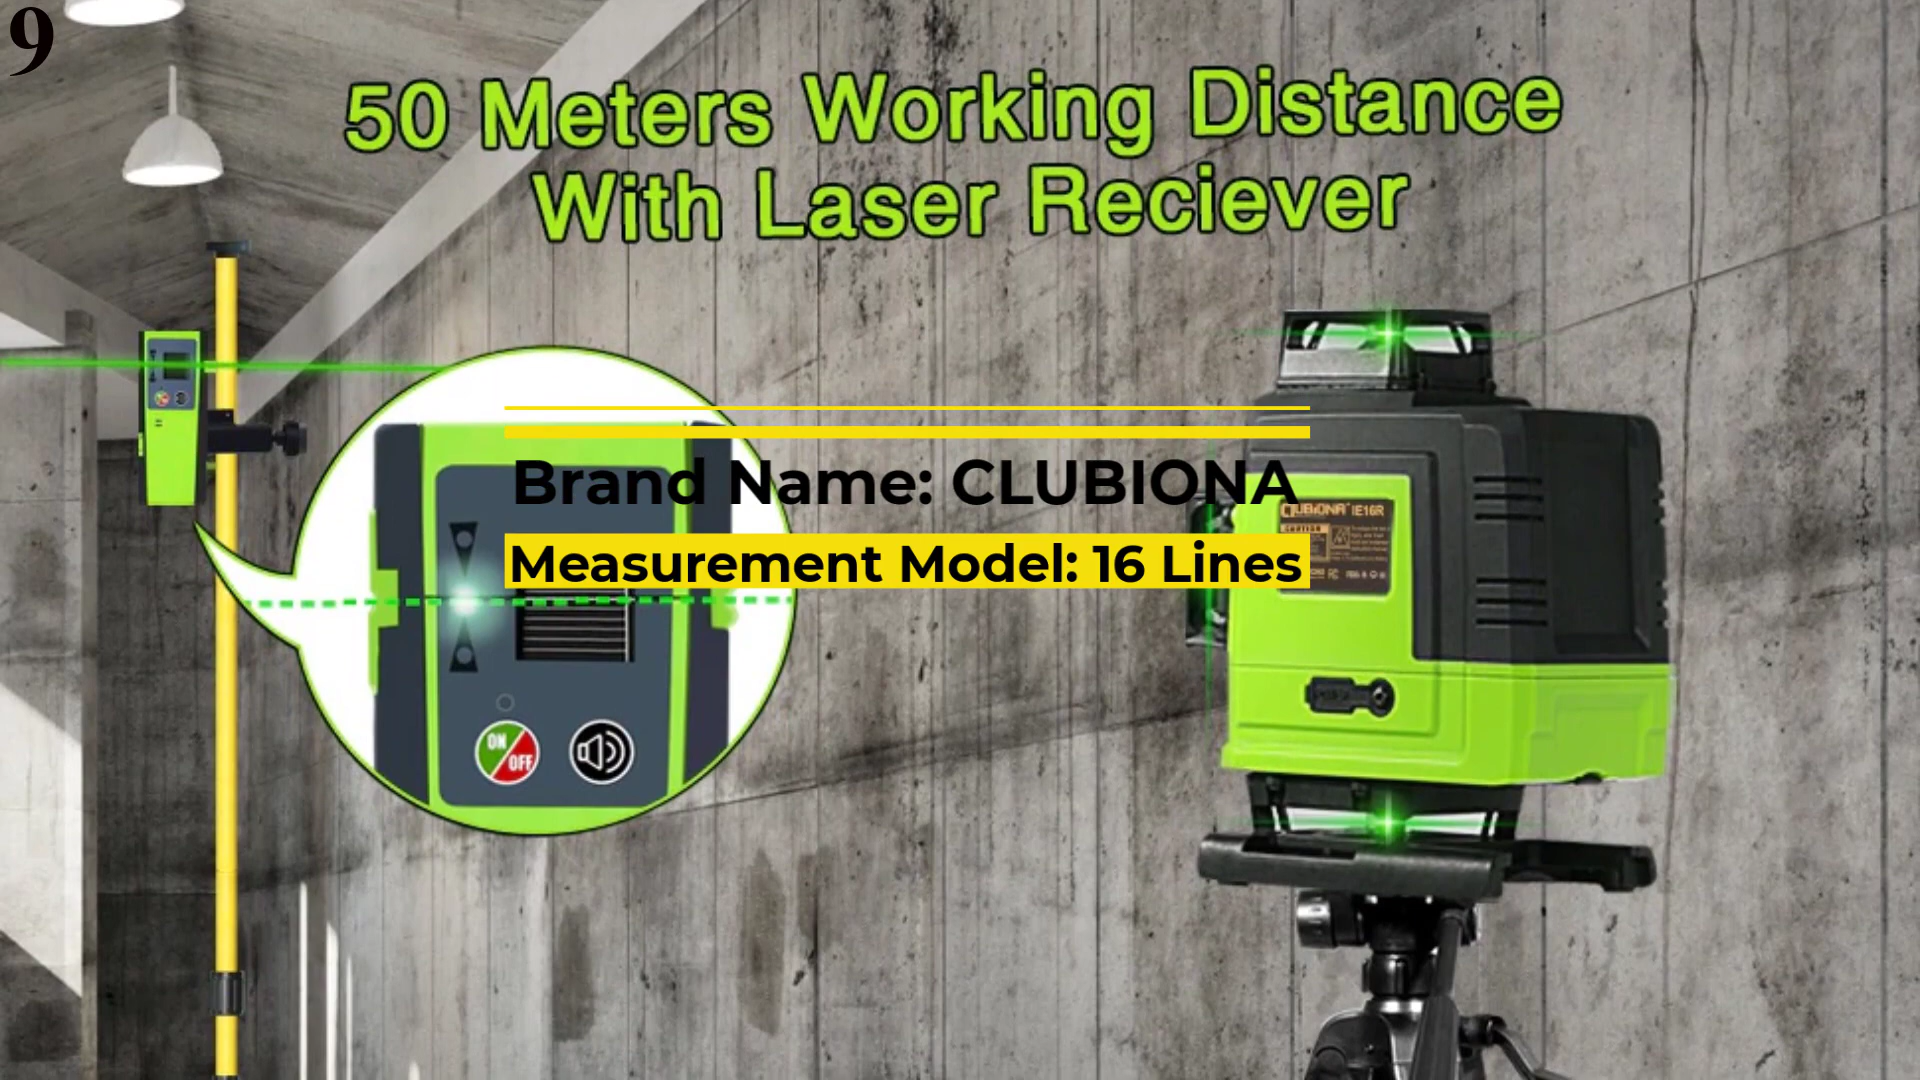 9
50 Meters Working Distance
With Laser Reciever
Brand Name: CLUBIONA
CLUBIONA IE16R
Measurement Model: 16 Lines
ON
OFF